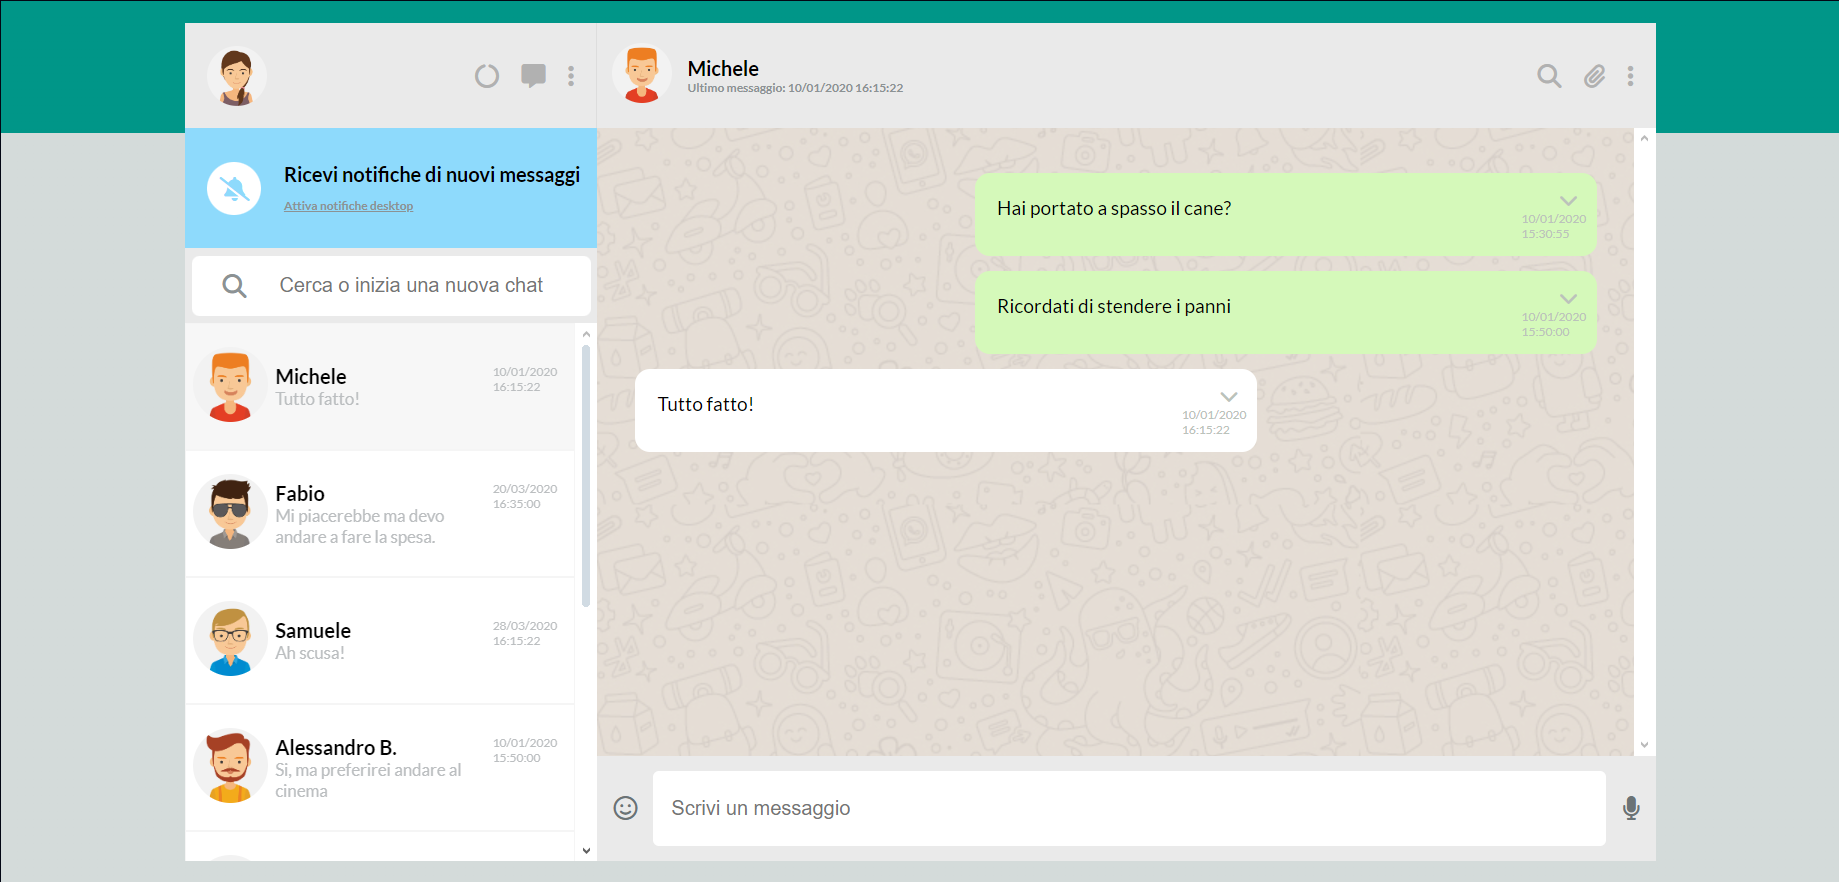 Michele
Ultimo messaggio: 10/01/2020 16:15:22
Ricevi notifiche di nuovi messaggi
Attiva notifiche desktop
Cerca o inizia una nuova chat
Michele
Tutto fatto!
10/01/2020
16:15:22
Fabio
Mi piacerebbe ma devo
andare a fare la spesa.
20/03/2020
16:35:00
Samuele
Ah scusa!
28/03/2020
16:15:22
Alessandro B.
Si, ma preferirei andare al
cinema
10/01/2020
15:50:00
Hai portato a spasso il cane?
10/01/2020
15:30:55
Ricordati di stendere i panni
10/01/2020
15:50:00
Tutto fatto!
10/01/2020
16:15:22
Scrivi un messaggio